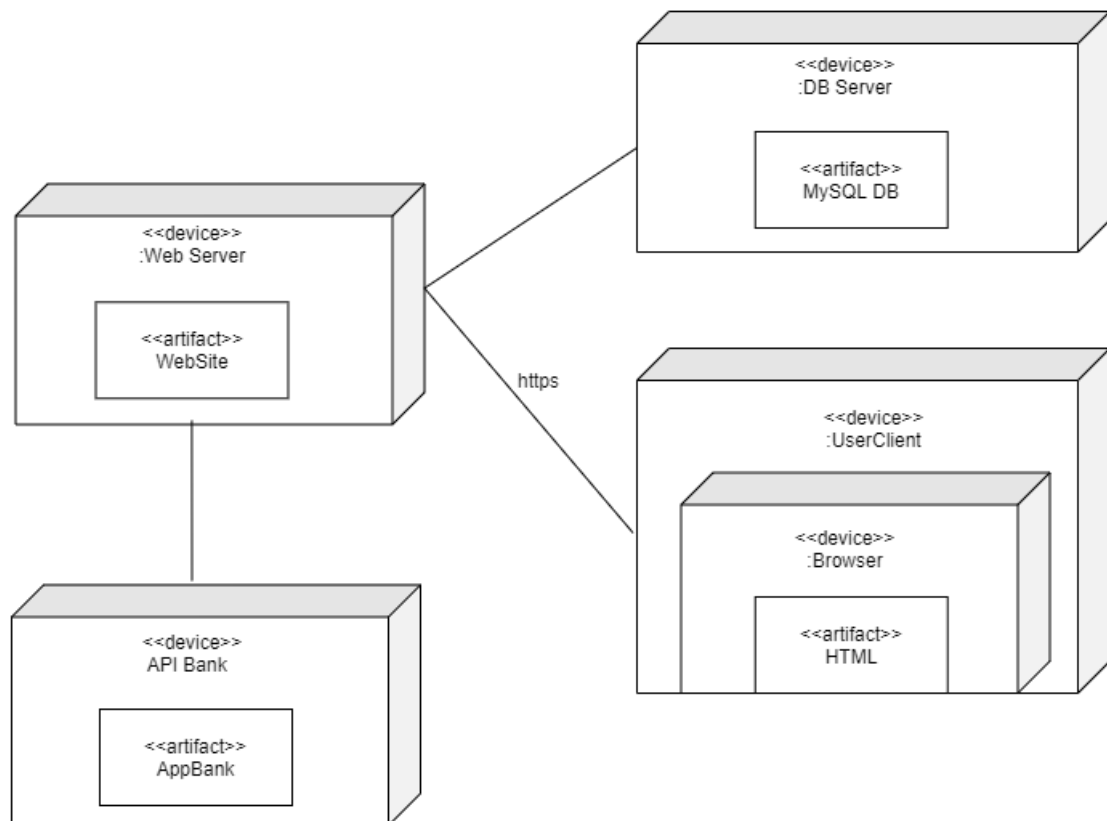 <<device>>
:DB Server
<<artifact>>
MySQL DB
<<device>>
:Web Server
<<artifact>>
WebSite
https
<<device>>
:UserClient
<<device>>
:Browser
<<artifact>>
HTML
<<device>>
API Bank
<<artifact>>
AppBank